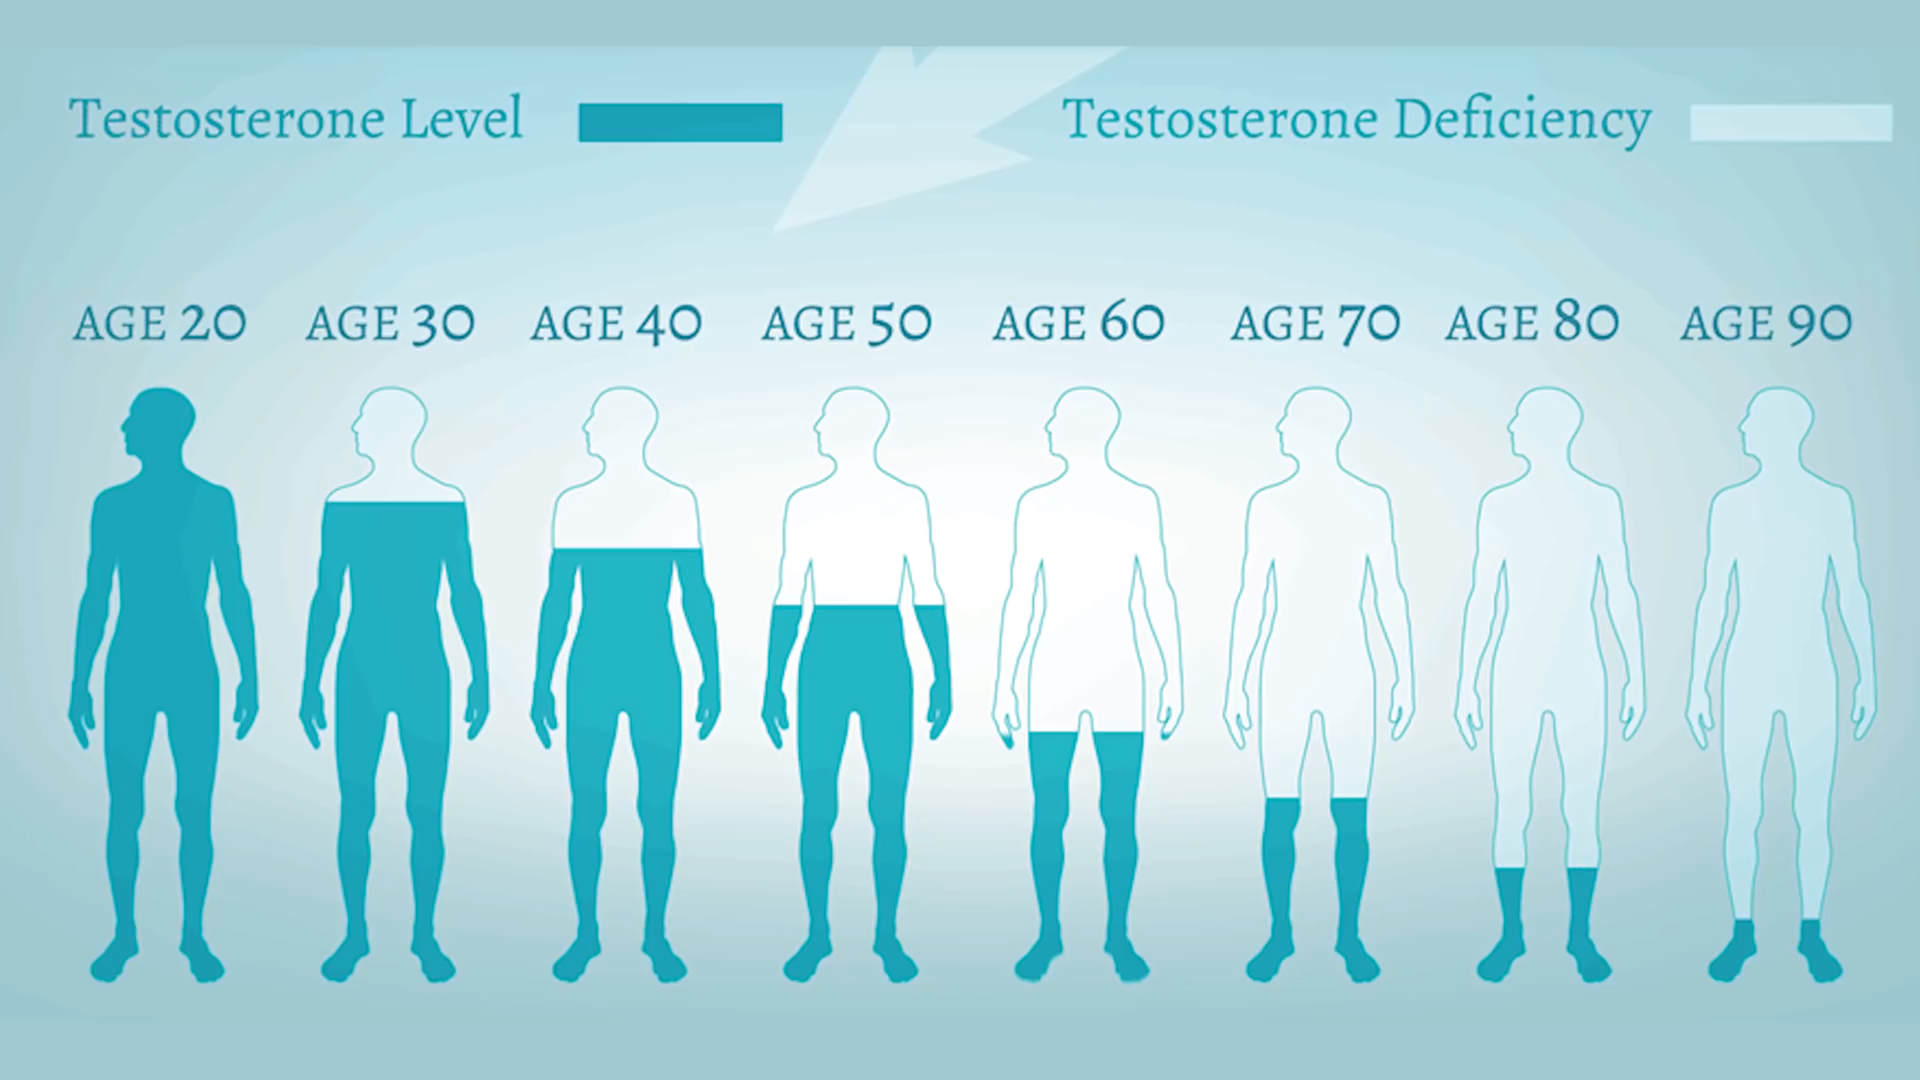 Testosterone Level
Testosterone Deficiency
AGE 20
AGE 30
AGE 40
AGE 50
AGE 60
AGE 70
AGE 80
AGE 90